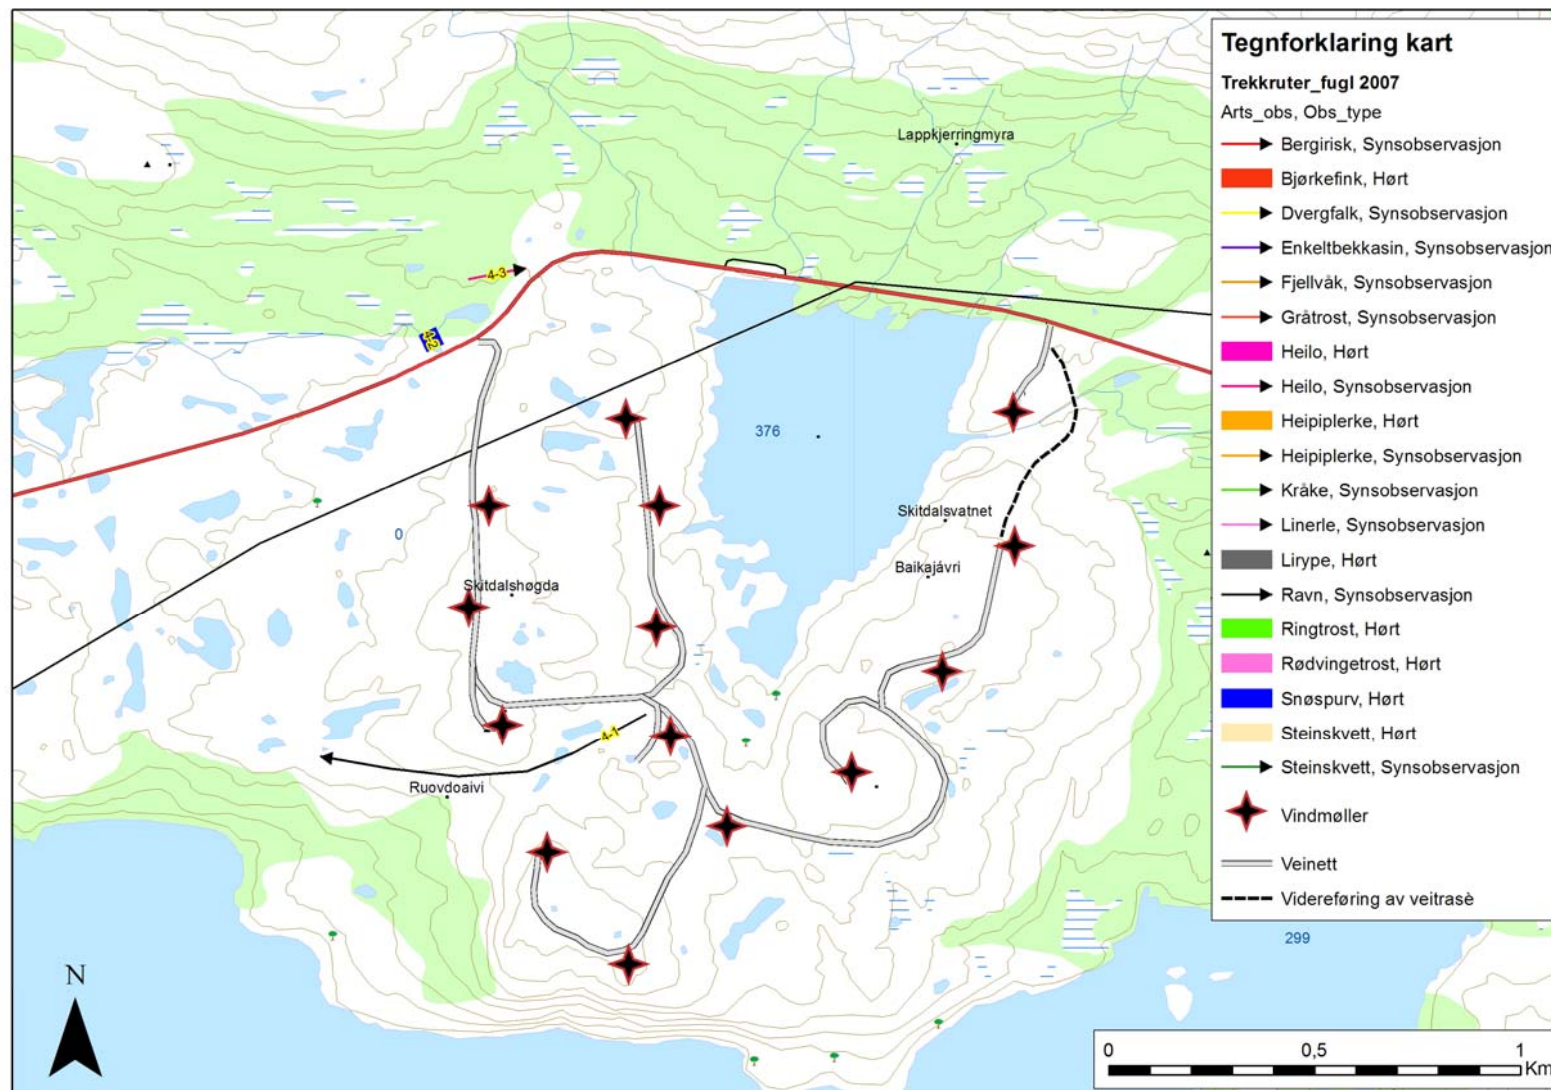 Tegnforklaring kart
Trekkruter_fugl 2007
Arts_obs, Obs_type
Bergirisk, Synsobservasjon
Bjørkefink, Hørt
Dvergfalk, Synsobservasjon
Enkeltbekkasin, Synsobservasjon
Fjellvåk, Synsobservasjon
Gråtrost, Synsobservasjon
Heilo, Hørt
Heilo, Synsobservasjon
Heipiplerke, Hørt
Heipiplerke, Synsobservasjon
Kråke, Synsobservasjon
Linerle, Synsobservasjon
Lirype, Hørt
Ravn, Synsobservasjon
Ringtrost, Hørt
Rødvingetrost, Hørt
Snøspurv, Hørt
Steinskvett, Hørt
Steinskvett, Synsobservasjon
Vindmøller
Veinett
Videreføring av veitrasè
Lappkjerringmyra
4-3
4-2
376
Skitdalsvatnet
0
Baikajávri
Skitdalshøgda
4-1
Ruovdoaivi
299
N
0
0,5
1
Km